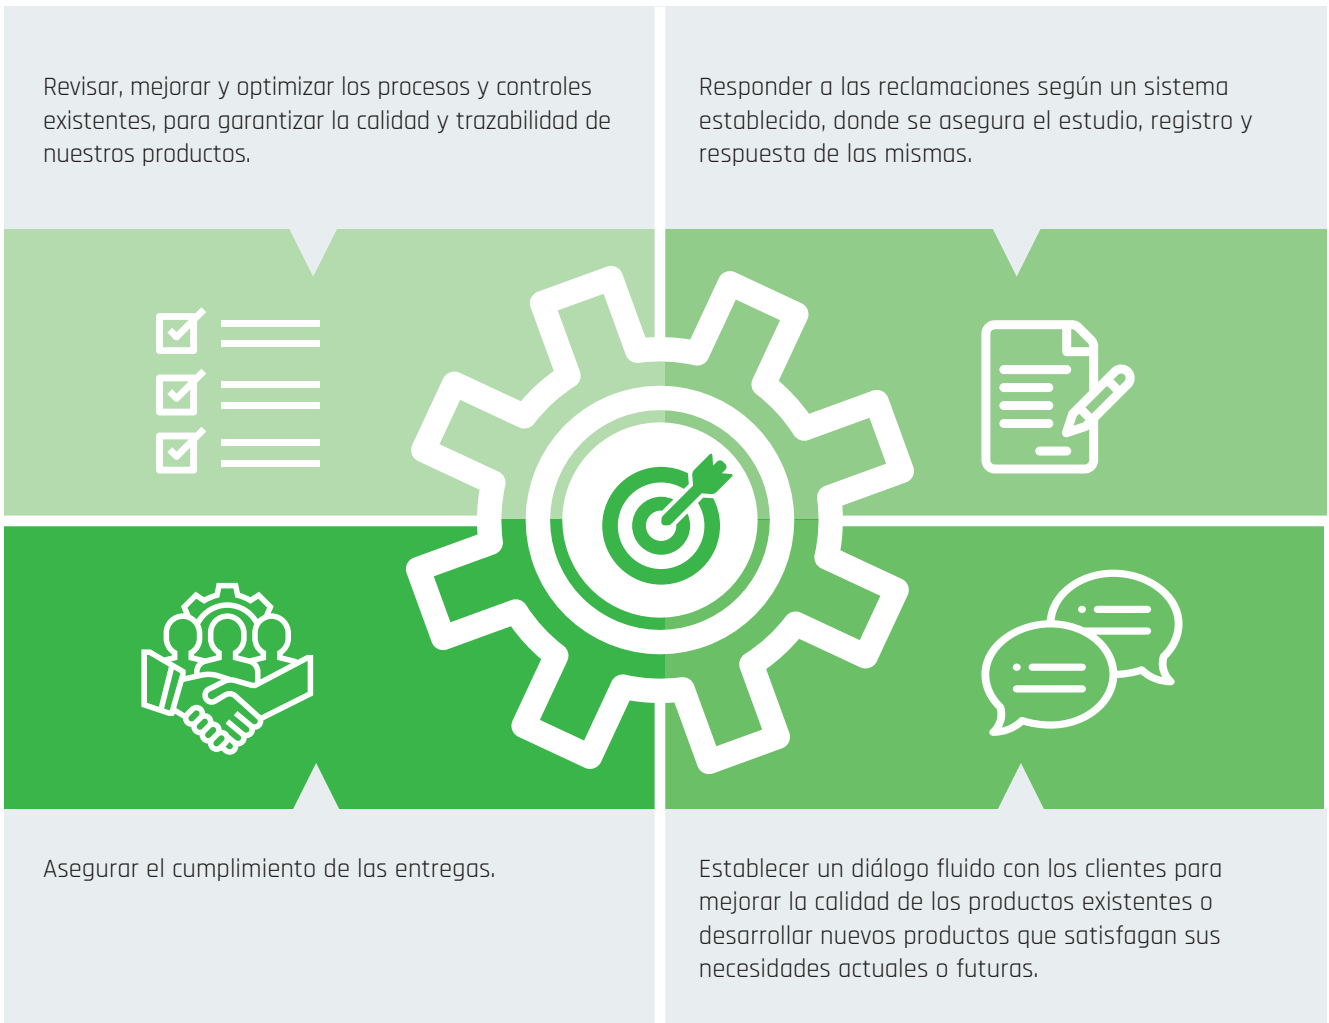 Revisar, mejorar y optimizar los procesos y controles
existentes, para garantizar la calidad y trazabilidad de
nuestros productos.
Responder a las reclamaciones según un sistema
establecido, donde se asegura el estudio, registro y
respuesta de las mismas.
Asegurar el cumplimiento de las entregas.
Establecer un diálogo fluido con los clientes para
mejorar la calidad de los productos existentes o
desarrollar nuevos productos que satisfagan sus
necesidades actuales o futuras.